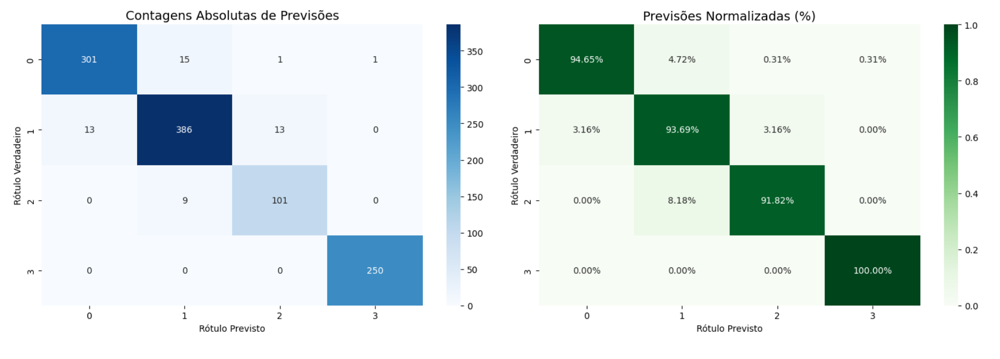 Contagens Absolutas de Previsões
Rótulo Verdadeiro
0
1
2
3
301 15 1 1
13 386 13 0
0 9 101 0
0 0 0 250
0 1 2 3
Rótulo Previsto
350
300
250
200
150
100
50
0
Previsões Normalizadas (%)
Rótulo Verdadeiro
0
1
2
3
94.65% 4.72% 0.31% 0.31%
3.16% 93.69% 3.16% 0.00%
0.00% 8.18% 91.82% 0.00%
0.00% 0.00% 0.00% 100.00%
0 1 2 3
Rótulo Previsto
1.0
0.8
0.6
0.4
0.2
0.0